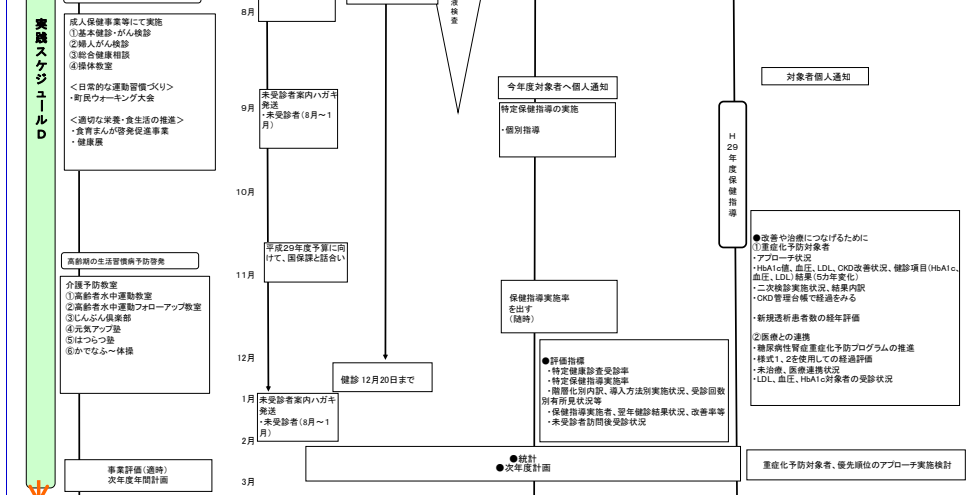 実践スケジュールD
成人保健事業等にて実施
①基本健診・がん検診
②婦人がん検診
③総合健康相談
④操体教室
＜日常的な運動習慣づくり＞
・町民ウォーキング大会
＜適切な栄養・食生活の推進＞
・食育まんが啓発促進事業
・健康展
高齢期の生活習慣病予防啓発
介護予防教室
①高齢者水中運動教室
②高齢者水中運動フォローアップ教室
③じんぶん倶楽部
④元気アップ塾
⑤はつらつ塾
⑥かでなふ～体操
事業評価（適時）
次年度年間計画
8月
9月
10月
11月
12月
1月
2月
3月
未受診者案内ハガキ
発送
・未受診者（8月～1
月）
平成29年度予算に向
けて、国保課と話合い
未受診者案内ハガキ
発送
・未受診者（8月～1
月）
液検査
健診 12月20日まで
今年度対象者へ個人通知
特定保健指導の実施
・個別指導
保健指導実施率
を出す
（随時）
●評価指標
・特定健康診査受診率
・特定保健指導実施率
・階層化別内訳、導入方法別実施状況、受診回数
別有所見状況等
・保健指導実施者、翌年健診結果状況、改善率等
・未受診者訪問後受診状況
●統計
●次年度計画
対象者個人通知
H29年度保健指導
●改善や治療につなげるために
①重症化予防対象者
・アプローチ状況
・HbA1c値、血圧、LDL、CKD改善状況、健診項目（HbA1c、
血圧、LDL）結果（5カ年変化）
・二次検診実施状況、結果内訳
・CKD管理台帳で経過をみる
・新規透析患者数の経年評価
②医療との連携
・糖尿病性腎症重症化予防プログラムの推進
・様式1、2を使用しての経過評価
・未治療、医療連携状況
・LDL、血圧、HbA1c対象者の受診状況
重症化予防対象者、優先順位のアプローチ実施検討